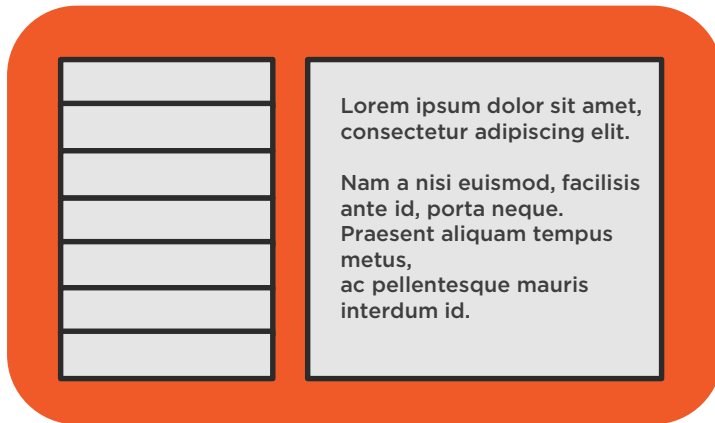 Lorem ipsum dolor sit amet,
consectetur adipiscing elit.
Nam a nisi euismod, facilisis
ante id, porta neque.
Praesent aliquam tempus
metus,
ac pellentesque mauris
interdum id.